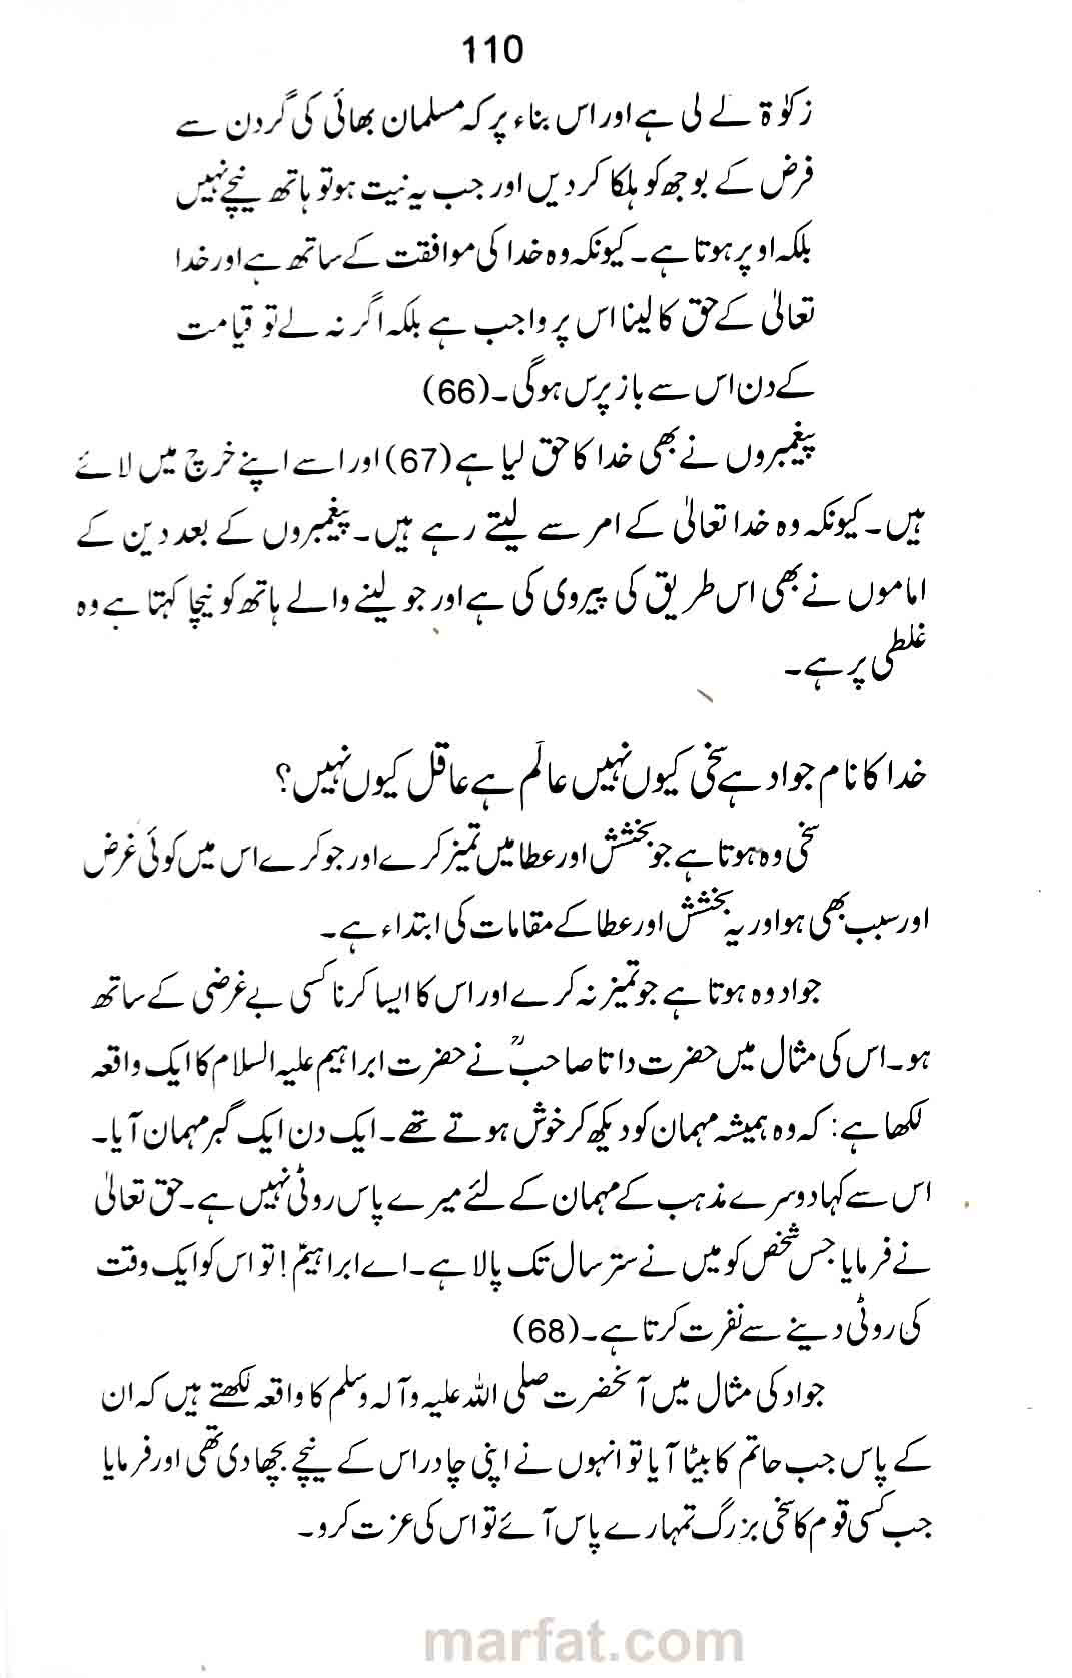 110
زکوٰۃ لے لی ہے اور اس بناء پر کہ مسلمان بھائی کی گردن سے
فرض کے بوجھ کو ہلکا کر دیں اور جب یہ نیت ہو تو ہاتھ نیچے نہیں
بلکہ اوپر ہوتا ہے۔ کیونکہ وہ خدا کی موافقت کے ساتھ ہے اور خدا
تعالیٰ کے حق کا لینا اس پر واجب ہے بلکہ اگر نہ لے تو قیامت
کے دن اس سے باز پرس ہو گی۔ (66)
پیغمبروں نے بھی خدا کا حق لیا ہے (67) اور اسے اپنے خرچ میں لائے
ہیں۔ کیونکہ وہ خدا تعالیٰ کے امر سے لیتے رہے ہیں۔ پیغمبروں کے بعد دین کے
اماموں نے بھی اس طریق کی پیروی کی ہے اور جو لینے والے ہاتھ کو نیچا کہتا ہے وہ
غلطی پر ہے۔
خدا کا نام جواد ہے سخی کیوں نہیں عالَم ہے عاقل کیوں نہیں؟
سخی وہ ہوتا ہے جو بخشش اور عطا میں تمیز کرے اور جو کرے اس میں کوئی غرض
اور سبب بھی ہو اور یہ بخشش اور عطا کے مقامات کی ابتداء ہے۔
جواد وہ ہوتا ہے جو تمیز نہ کرے اور اس کا ایسا کرنا کسی بے غرضی کے ساتھ
ہو۔ اس کی مثال میں حضرت داتا صاحبؒ نے حضرت ابراہیم علیہ السلام کا ایک واقعہ
لکھا ہے: کہ وہ ہمیشہ مہمان کو دیکھ کر خوش ہوتے تھے۔ ایک دن ایک گبر مہمان آیا۔
اس سے کہا دوسرے مذہب کے مہمان کے لئے میرے پاس روٹی نہیں ہے۔ حق تعالیٰ
نے فرمایا جس شخص کو میں نے ستر سال تک پالا ہے۔ اے ابراہیمؑ! تو اس کو ایک وقت
کی روٹی دینے سے نفرت کرتا ہے۔ (68)
جواد کی مثال میں آنحضرت صلی اللہ علیہ وآلہ وسلم کا واقعہ لکھتے ہیں کہ ان
کے پاس جب حاتم کا بیٹا آیا تو انہوں نے اپنی چادر اس کے نیچے بچھا دی تھی اور فرمایا
جب کسی قوم کا سخی بزرگ تمہارے پاس آئے تو اس کی عزت کرو۔
marfat.com